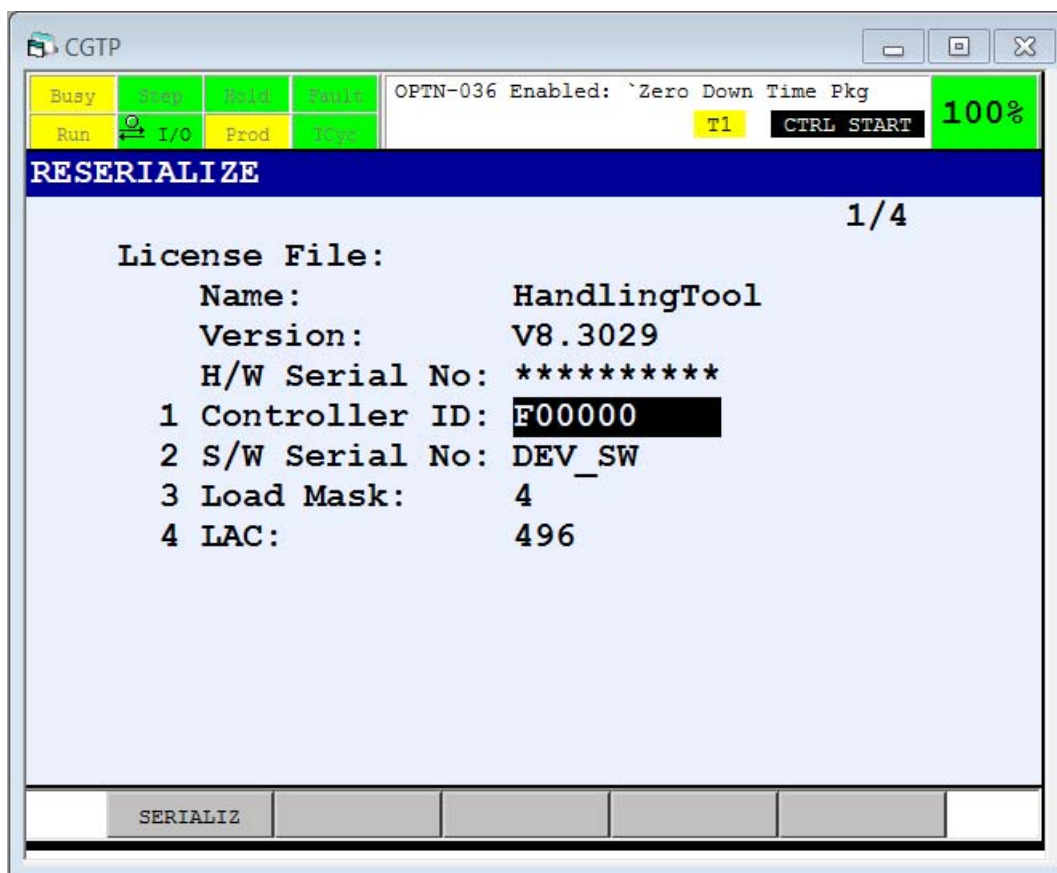 CGTP
Busy Step Hold Fault OPTN-036 Enabled: `Zero Down Time Pkg
Run I/O Prod TCyc T1 CTRL START 100%
RESERIALIZE
1/4
License File:
Name: HandlingTool
Version: V8.3029
H/W Serial No: **********
1 Controller ID: F00000
2 S/W Serial No: DEV_SW
3 Load Mask: 4
4 LAC: 496
SERIALIZ